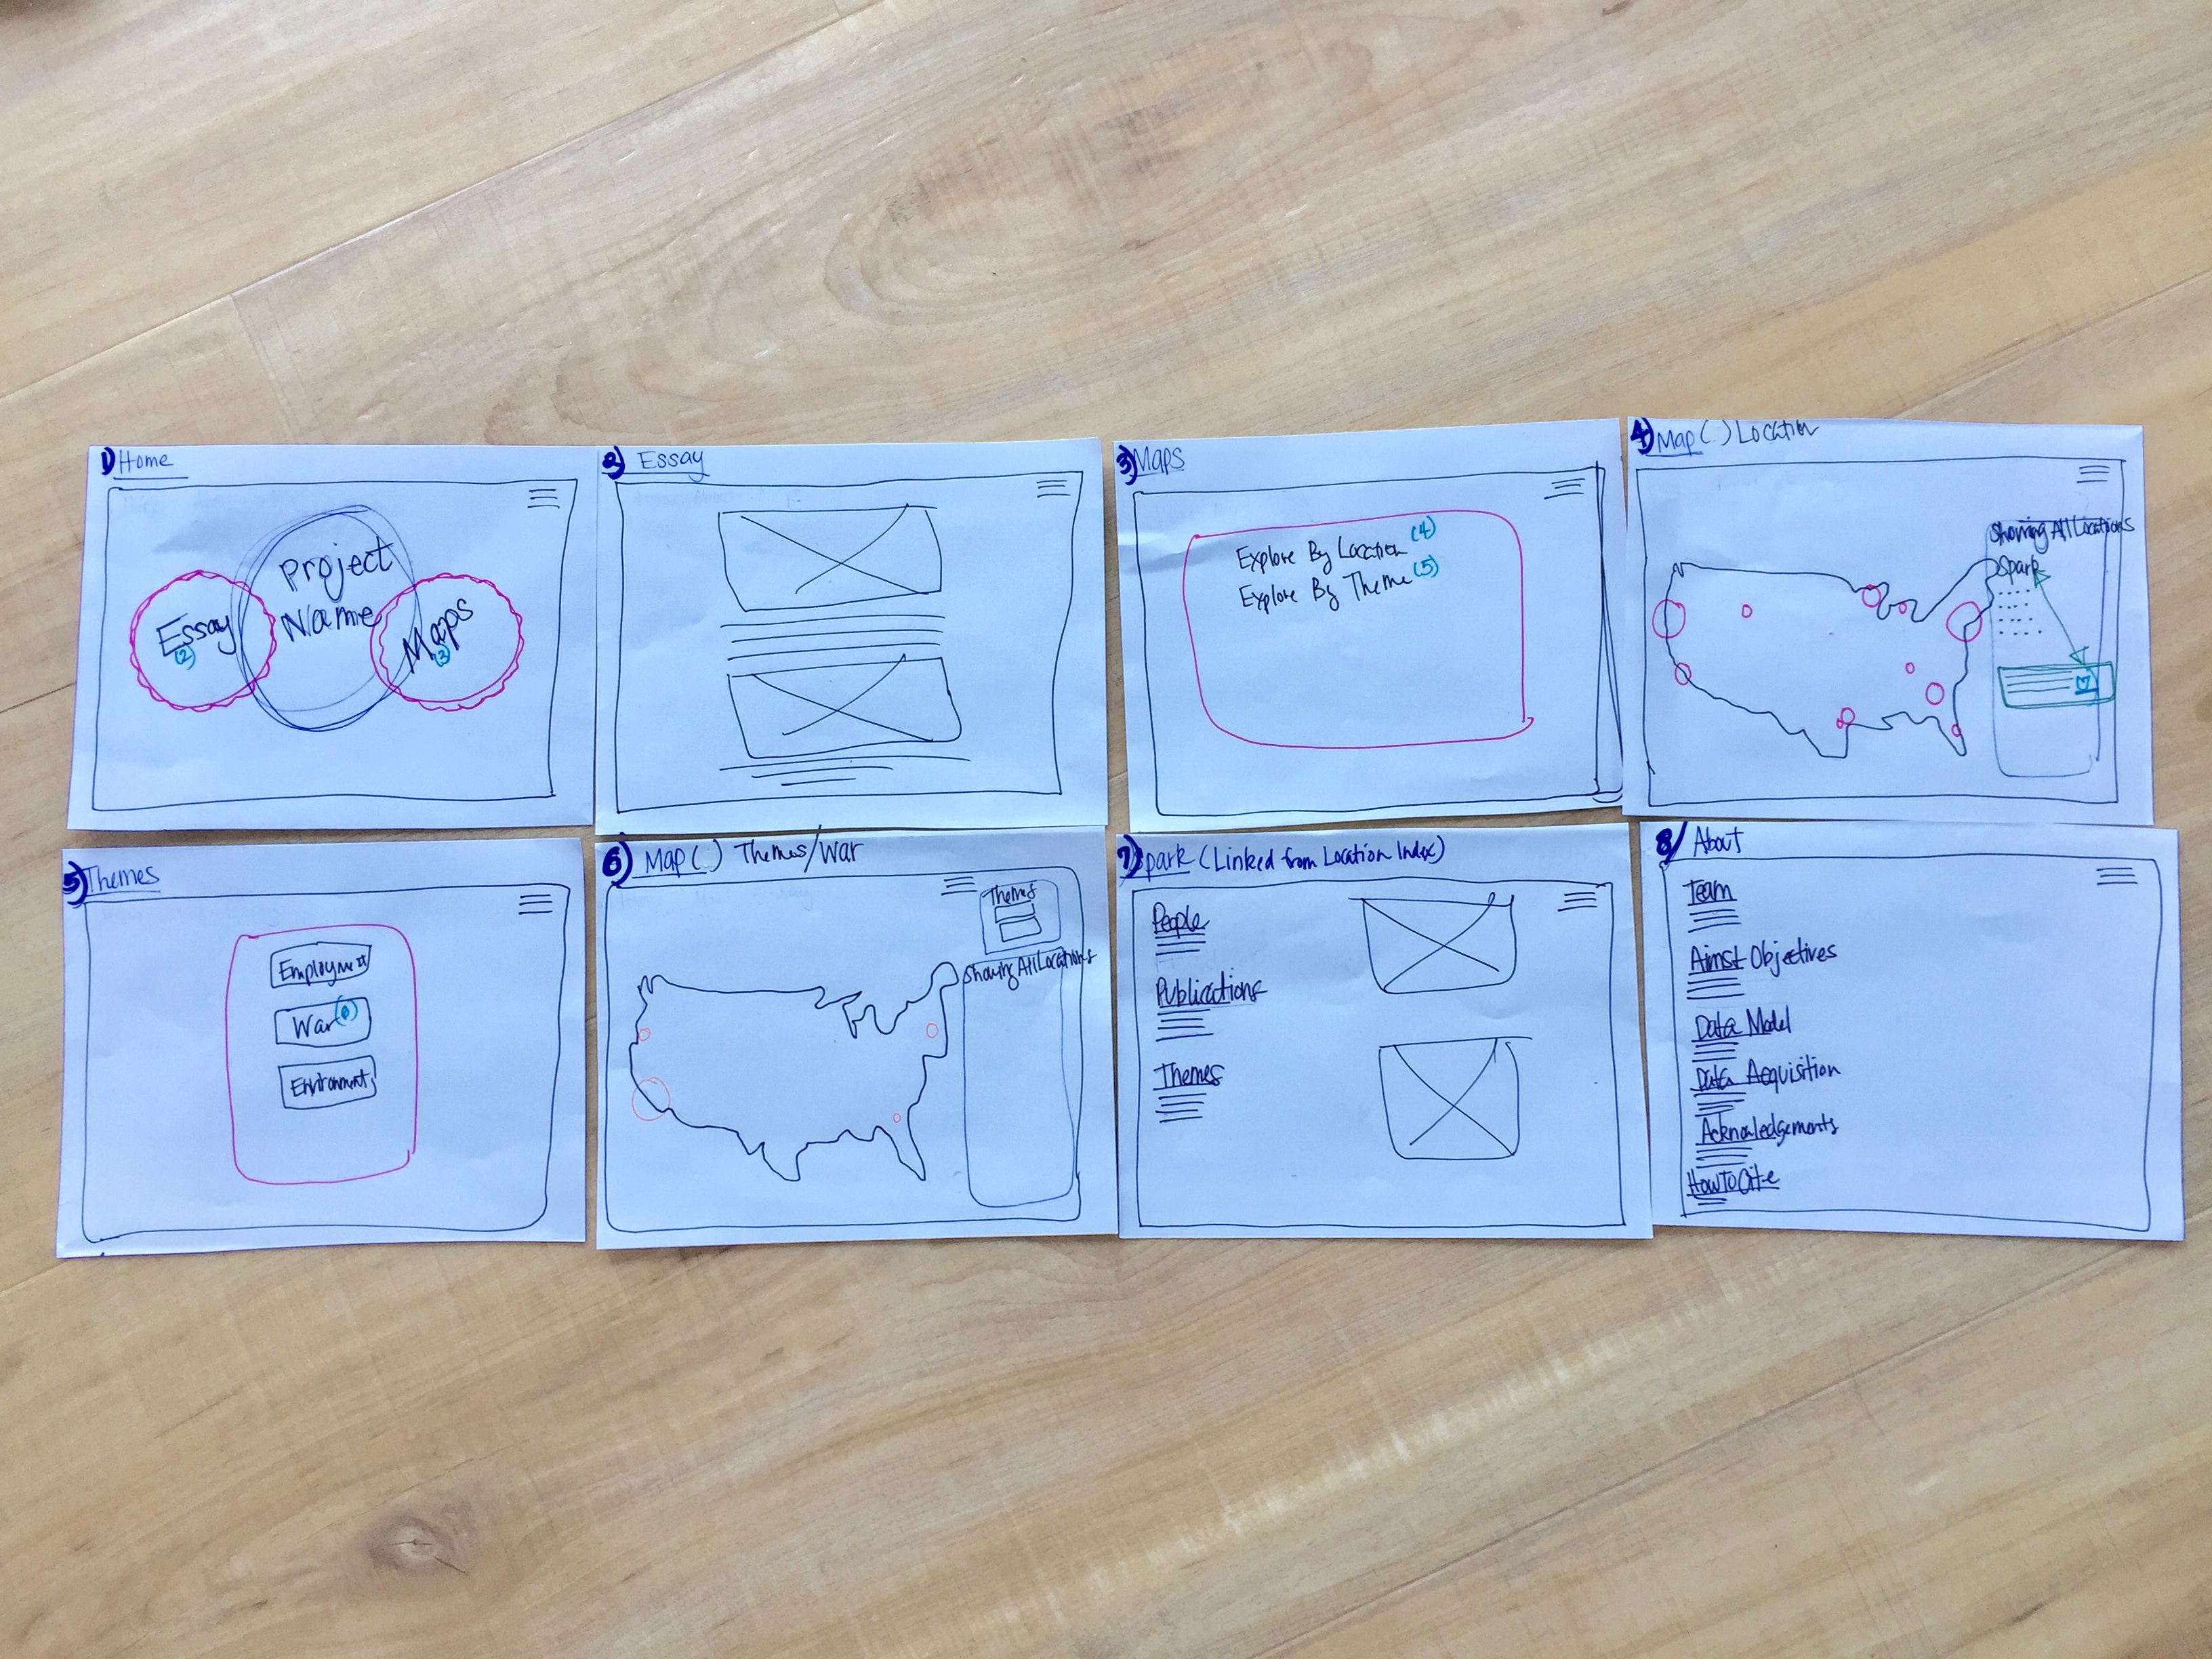 1) Home
Project
Name
Essay
(2)
Maps
(3)
2) Essay
3) Maps
Explore By Location (4)
Explore By Theme (5)
4) Map (.) Location
Showing All Locations
Spark
(7)
5) Themes
Employment
War (6)
Environment
6) Map (.) Themes/War
Themes
Showing All Locations
7) Spark (Linked from Location Index)
People
Publications
Themes
8/ About
Team
Aims+ Objectives
Data Model
Data Acquisition
Acknowledgements
How To Cite